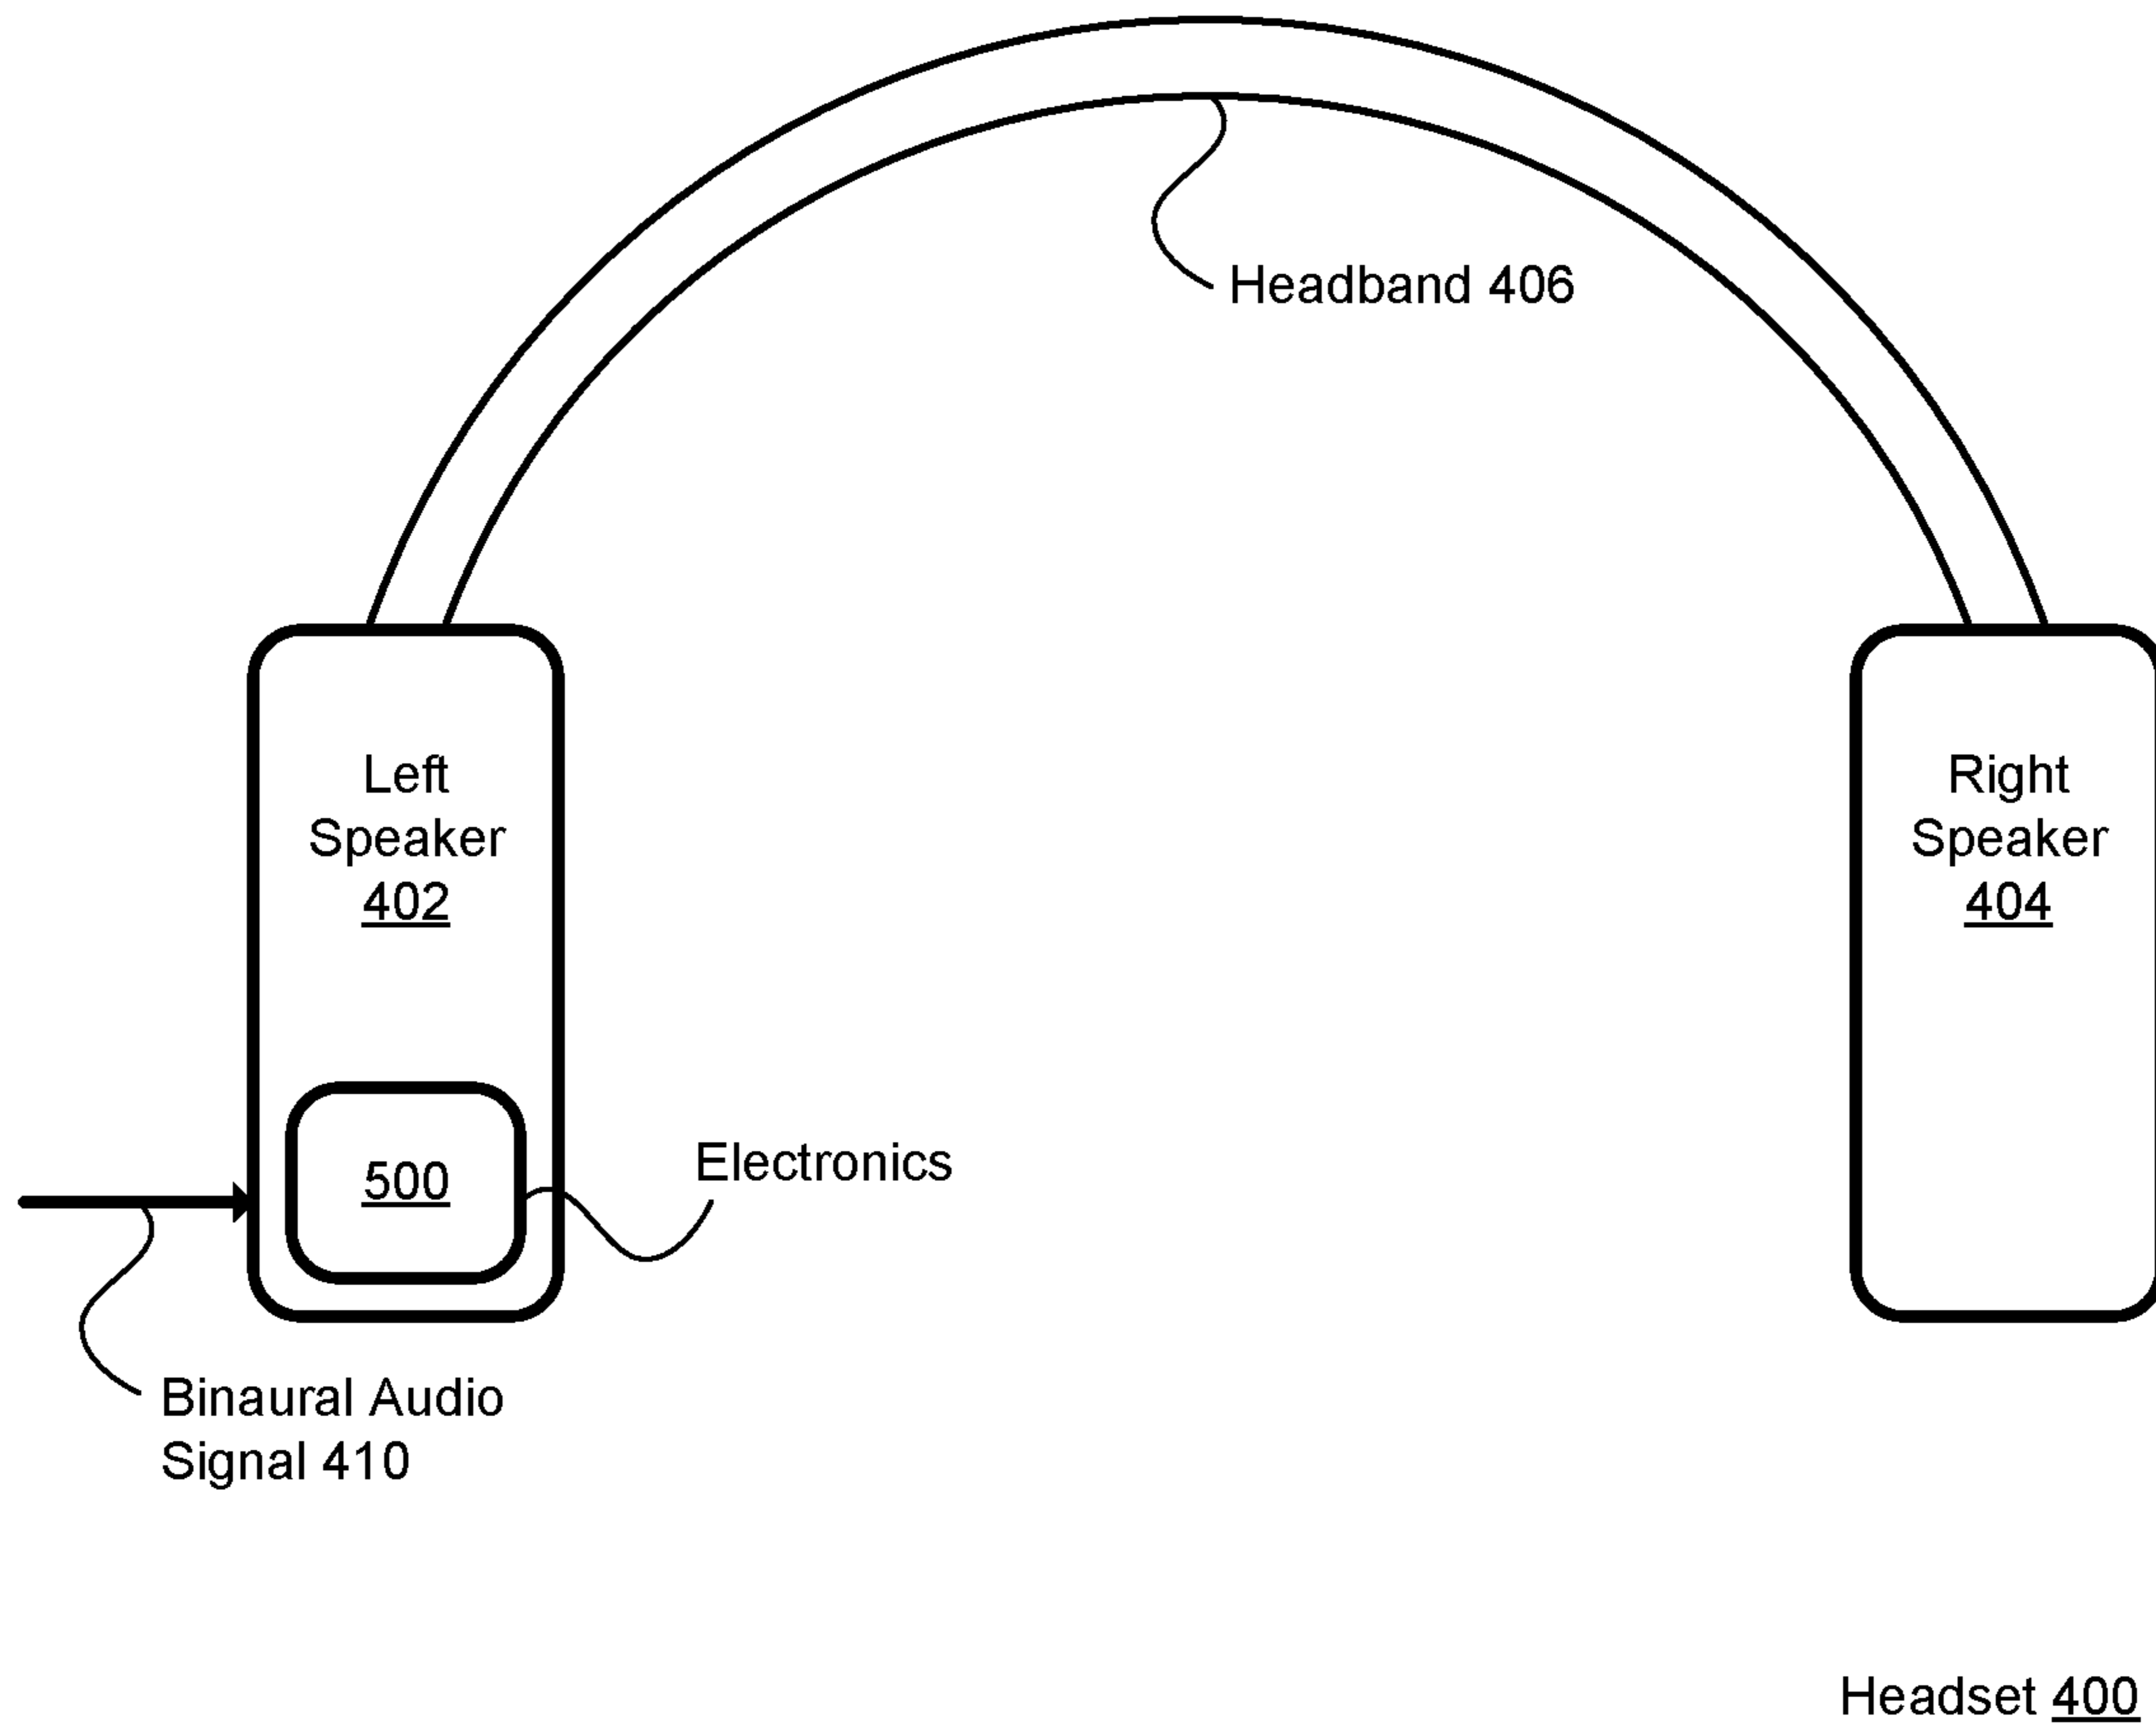 Headband 406
Left
Speaker
402
Right
Speaker
404
500
Electronics
Binaural Audio
Signal 410
Headset 400